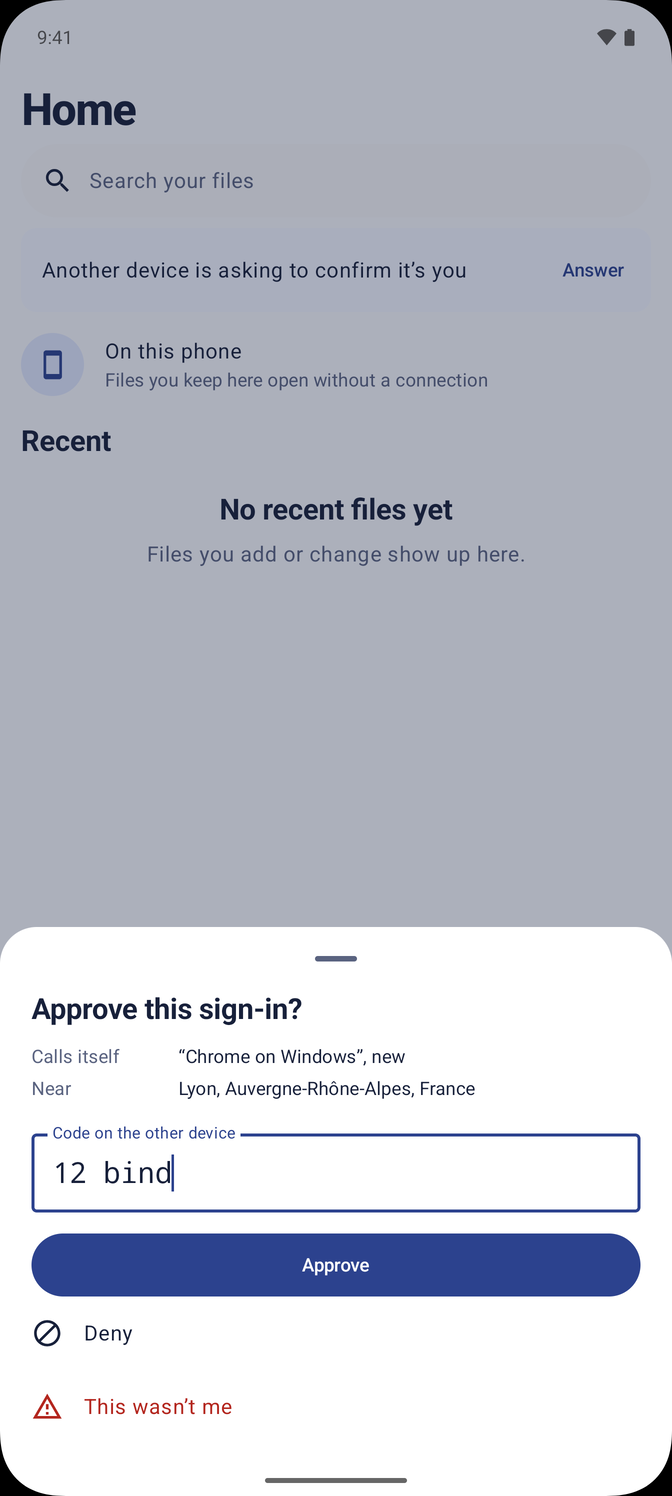 9:41
Home
Search your files
Another device is asking to confirm it’s you Answer
On this phone
Files you keep here open without a connection
Recent
No recent files yet
Files you add or change show up here.
Approve this sign-in?
Calls itself “Chrome on Windows”, new
Near Lyon, Auvergne-Rhône-Alpes, France
Code on the other device
12 bind
Approve
Deny
This wasn’t me